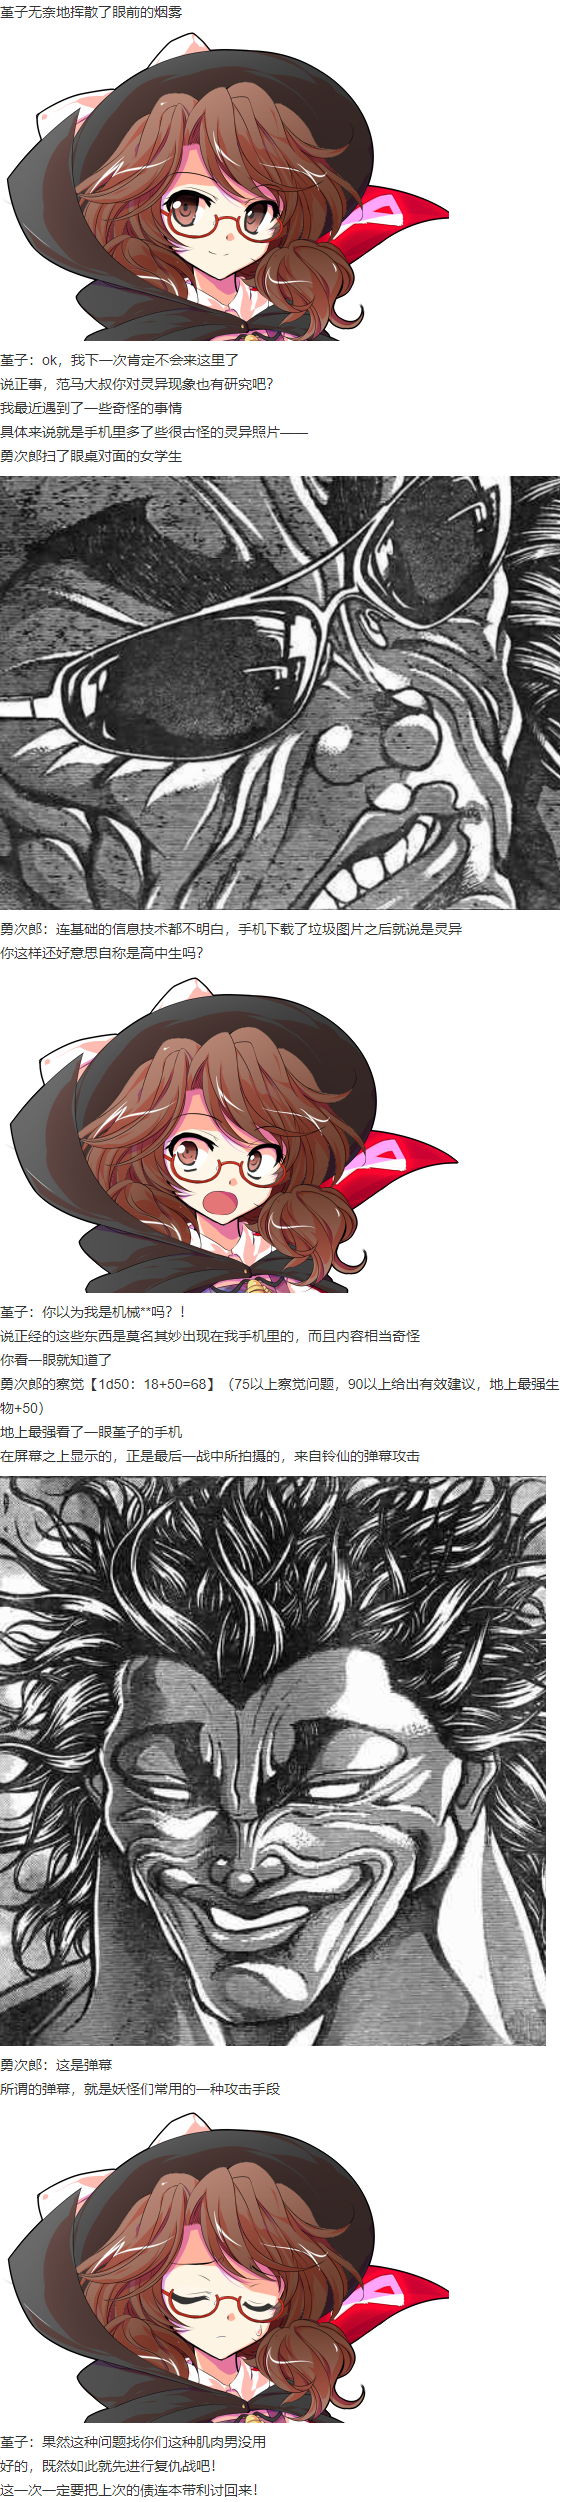 堇子无奈地挥散了眼前的烟雾
堇子：ok，我下一次肯定不会来这里了
说正事，范马大叔你对灵异现象也有研究吧？
我最近遇到了一些奇怪的事情
具体来说就是手机里多了些很古怪的灵异照片——
勇次郎扫了眼桌对面的女学生
勇次郎：连基础的信息技术都不明白，手机下载了垃圾图片之后就说是灵异
你这样还好意思自称是高中生吗？
堇子：你以为我是机械**吗？！
说正经的这些东西是莫名其妙出现在我手机里的，而且内容相当奇怪
你看一眼就知道了
勇次郎的察觉【1d50：18+50=68】（75以上察觉问题，90以上给出有效建议，地上最强生
物+50）
地上最强看了一眼堇子的手机
在屏幕之上显示的，正是最后一战中所拍摄的，来自铃仙的弹幕攻击
勇次郎：这是弹幕
所谓的弹幕，就是妖怪们常用的一种攻击手段
堇子：果然这种问题找你们这种肌肉男没用
好的，既然如此就先进行复仇战吧！
这一次一定要把上次的债连本带利讨回来！